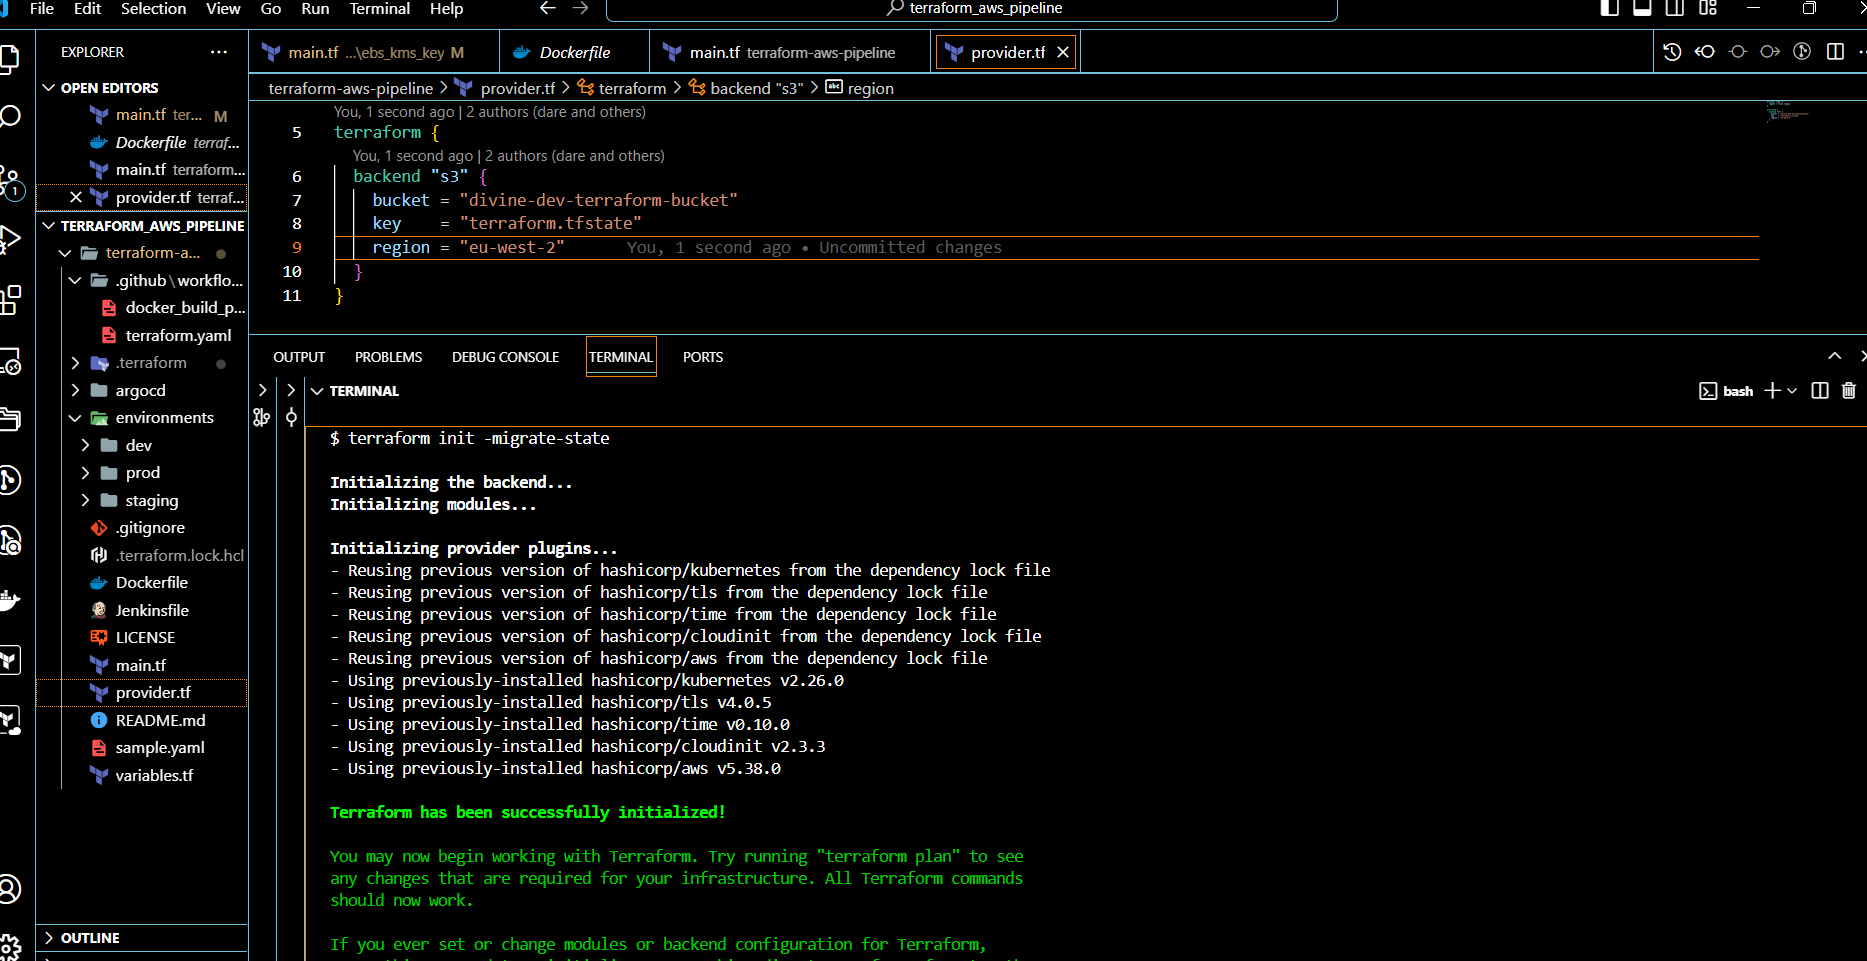 File Edit Selection View Go Run Terminal Help
terraform_aws_pipeline
EXPLORER
OPEN EDITORS
main.tf ter... M
Dockerfile terraf...
main.tf terraform...
provider.tf terraf...
TERRAFORM_AWS_PIPELINE
terraform-a...
.github\workflo...
docker_build_p...
terraform.yaml
.terraform
argocd
environments
dev
prod
staging
.gitignore
.terraform.lock.hcl
Dockerfile
Jenkinsfile
LICENSE
main.tf
provider.tf
README.md
sample.yaml
variables.tf
OUTLINE
1
main.tf ...\ebs_kms_key M
Dockerfile
main.tf terraform-aws-pipeline
provider.tf
terraform-aws-pipeline > provider.tf > terraform > backend "s3" > region
You, 1 second ago | 2 authors (dare and others)
5 terraform {
You, 1 second ago | 2 authors (dare and others)
6 backend "s3" {
7 bucket = "divine-dev-terraform-bucket"
8 key = "terraform.tfstate"
9 region = "eu-west-2" You, 1 second ago • Uncommitted changes
10 }
11 }
OUTPUT PROBLEMS DEBUG CONSOLE TERMINAL PORTS
TERMINAL
bash
$ terraform init -migrate-state
Initializing the backend...
Initializing modules...
Initializing provider plugins...
- Reusing previous version of hashicorp/kubernetes from the dependency lock file
- Reusing previous version of hashicorp/tls from the dependency lock file
- Reusing previous version of hashicorp/time from the dependency lock file
- Reusing previous version of hashicorp/cloudinit from the dependency lock file
- Reusing previous version of hashicorp/aws from the dependency lock file
- Using previously-installed hashicorp/kubernetes v2.26.0
- Using previously-installed hashicorp/tls v4.0.5
- Using previously-installed hashicorp/time v0.10.0
- Using previously-installed hashicorp/cloudinit v2.3.3
- Using previously-installed hashicorp/aws v5.38.0
Terraform has been successfully initialized!
You may now begin working with Terraform. Try running "terraform plan" to see
any changes that are required for your infrastructure. All Terraform commands
should now work.
If you ever set or change modules or backend configuration for Terraform,